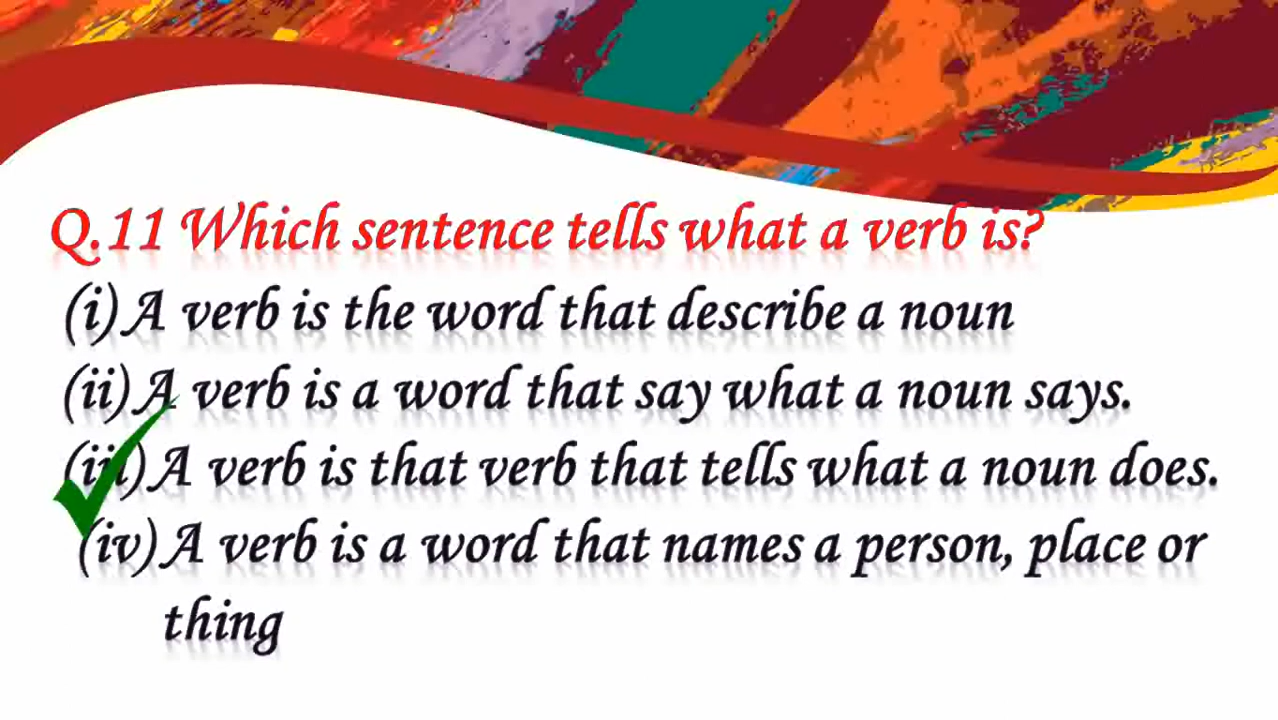 Q.11 Which sentence tells what a verb is?
(i) A verb is the word that describe a noun
(ii) A verb is a word that say what a noun says.
(iii) A verb is that verb that tells what a noun does.
(iv) A verb is a word that names a person, place or
thing